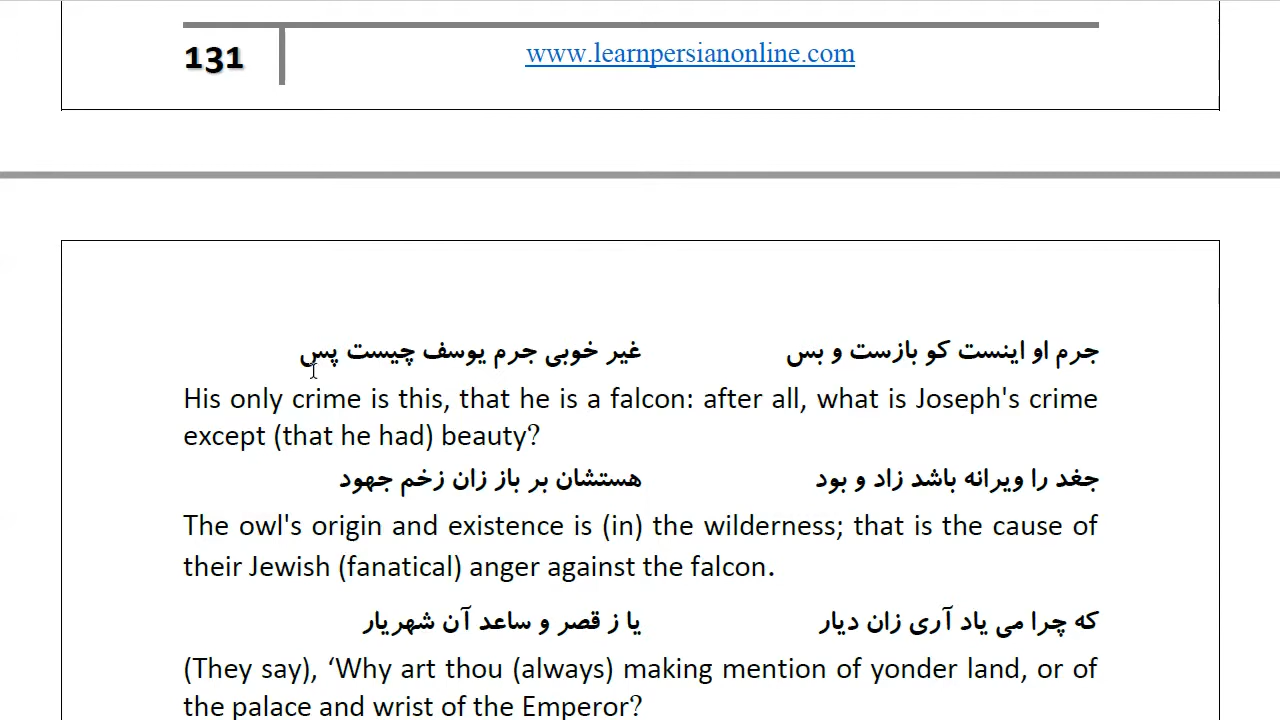 131 www.learnpersianonline.com
جرم او اینست کو بازست و بس غیر خوبی جرم یوسف چیست پس
His only crime is this, that he is a falcon: after all, what is Joseph's crime
except (that he had) beauty?
جغد را ویرانه باشد زاد و بود هستشان بر باز زان زخم جهود
The owl's origin and existence is (in) the wilderness; that is the cause of
their Jewish (fanatical) anger against the falcon.
که چرا می یاد آری زان دیار یا ز قصر و ساعد آن شهریار
(They say), ‘Why art thou (always) making mention of yonder land, or of
the palace and wrist of the Emperor?